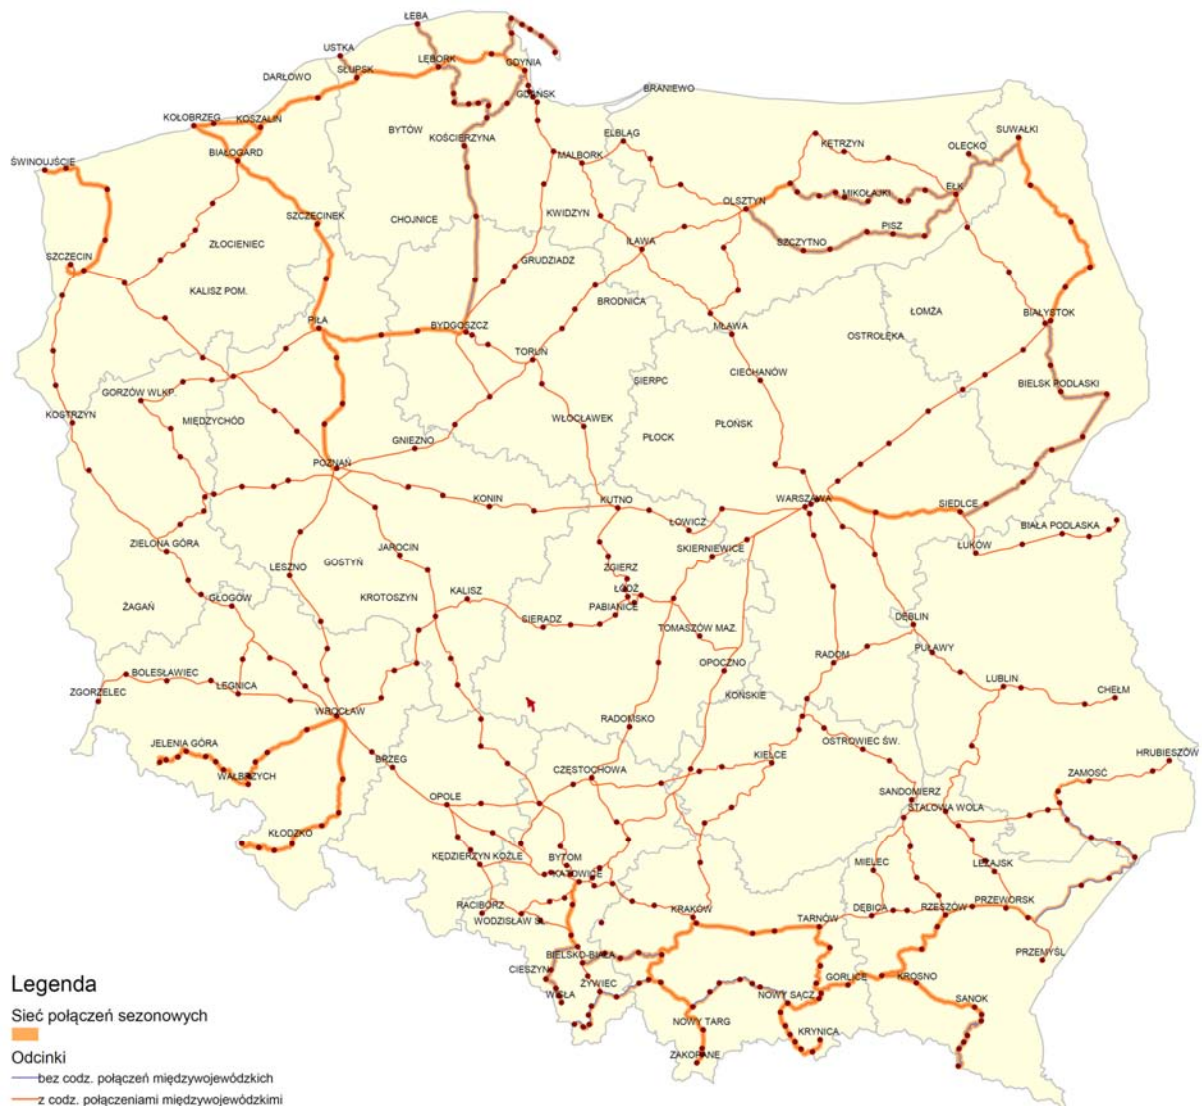 ŁEBA
USTKA
DARŁOWO
SŁUPSK
LĘBORK
GDYNIA
GDAŃSK
BRANIEWO
KOŁOBRZEG
KOSZALIN
BYTÓW
KOŚCIERZYNA
ELBLĄG
SUWAŁKI
KĘTRZYN
OLECKO
ŚWINOUJŚCIE
BIAŁOGARD
MALBORK
MIKOŁAJKI
EŁK
SZCZECINEK
CHOJNICE
KWIDZYN
OLSZTYN
PISZ
ZŁOCIENIEC
IŁAWA
SZCZYTNO
SZCZECIN
GRUDZIADZ
KALISZ POM.
BRODNICA
ŁOMŻA
PIŁA
BYDGOSZCZ
MŁAWA
OSTROŁĘKA
BIAŁYSTOK
TORUN
CIECHANÓW
SIERPC
BIELSK PODLASKI
GORZÓW WLKP.
KOSTRZYN
MIĘDZYCHÓD
WŁOCŁAWEK
PŁOŃSK
GNIEZNO
PŁOCK
POZNAŃ
KONIN
KUTNO
WARSZAWA
SIEDLCE
ŁOWICZ
BIAŁA PODLASKA
ZIELONA GÓRA
JAROCIN
SKIERNIEWICE
ŁUKÓW
LESZNO
GOSTYŃ
ZGIERZ
ŁÓDŹ
KALISZ
GŁOGÓW
KROTOSZYN
ŻAGAŃ
PABIANICE
SIERADZ
DĘBLIN
TOMASZÓW MAZ.
PUŁAWY
RADOM
OPOCZNO
BOLESŁAWIEC
ZGORZELEC
LEGNICA
LUBLIN
KOŃSKIE
CHEŁM
WROCŁAW
RADOMSKO
JELENIA GÓRA
OSTROWIEC ŚW.
HRUBIESZÓW
BRZEG
KIELCE
WAŁBRZYCH
CZĘSTOCHOWA
ZAMOŚĆ
SANDOMIERZ
OPOLE
STALOWA WOLA
KŁODZKO
KĘDZIERZYN KOŹLE
BYTOM
MIELEC
LEŻAJSK
KATOWICE
RACIBÓRZ
WODZISŁAW ŚL.
KRAKÓW
TARNÓW
DĘBICA
RZESZÓW
PRZEWORSK
BIELSKO-BIAŁA
PRZEMYŚL
CIESZYN
ŻYWIEC
WISŁA
GORLICE
KROSNO
NOWY SĄCZ
SANOK
NOWY TARG
KRYNICA
ZAKOPANE
Legenda
Sieć połączeń sezonowych
Odcinki
bez codz. połączeń międzywojewódzkich
z codz. połączeniami międzywojewódzkimi